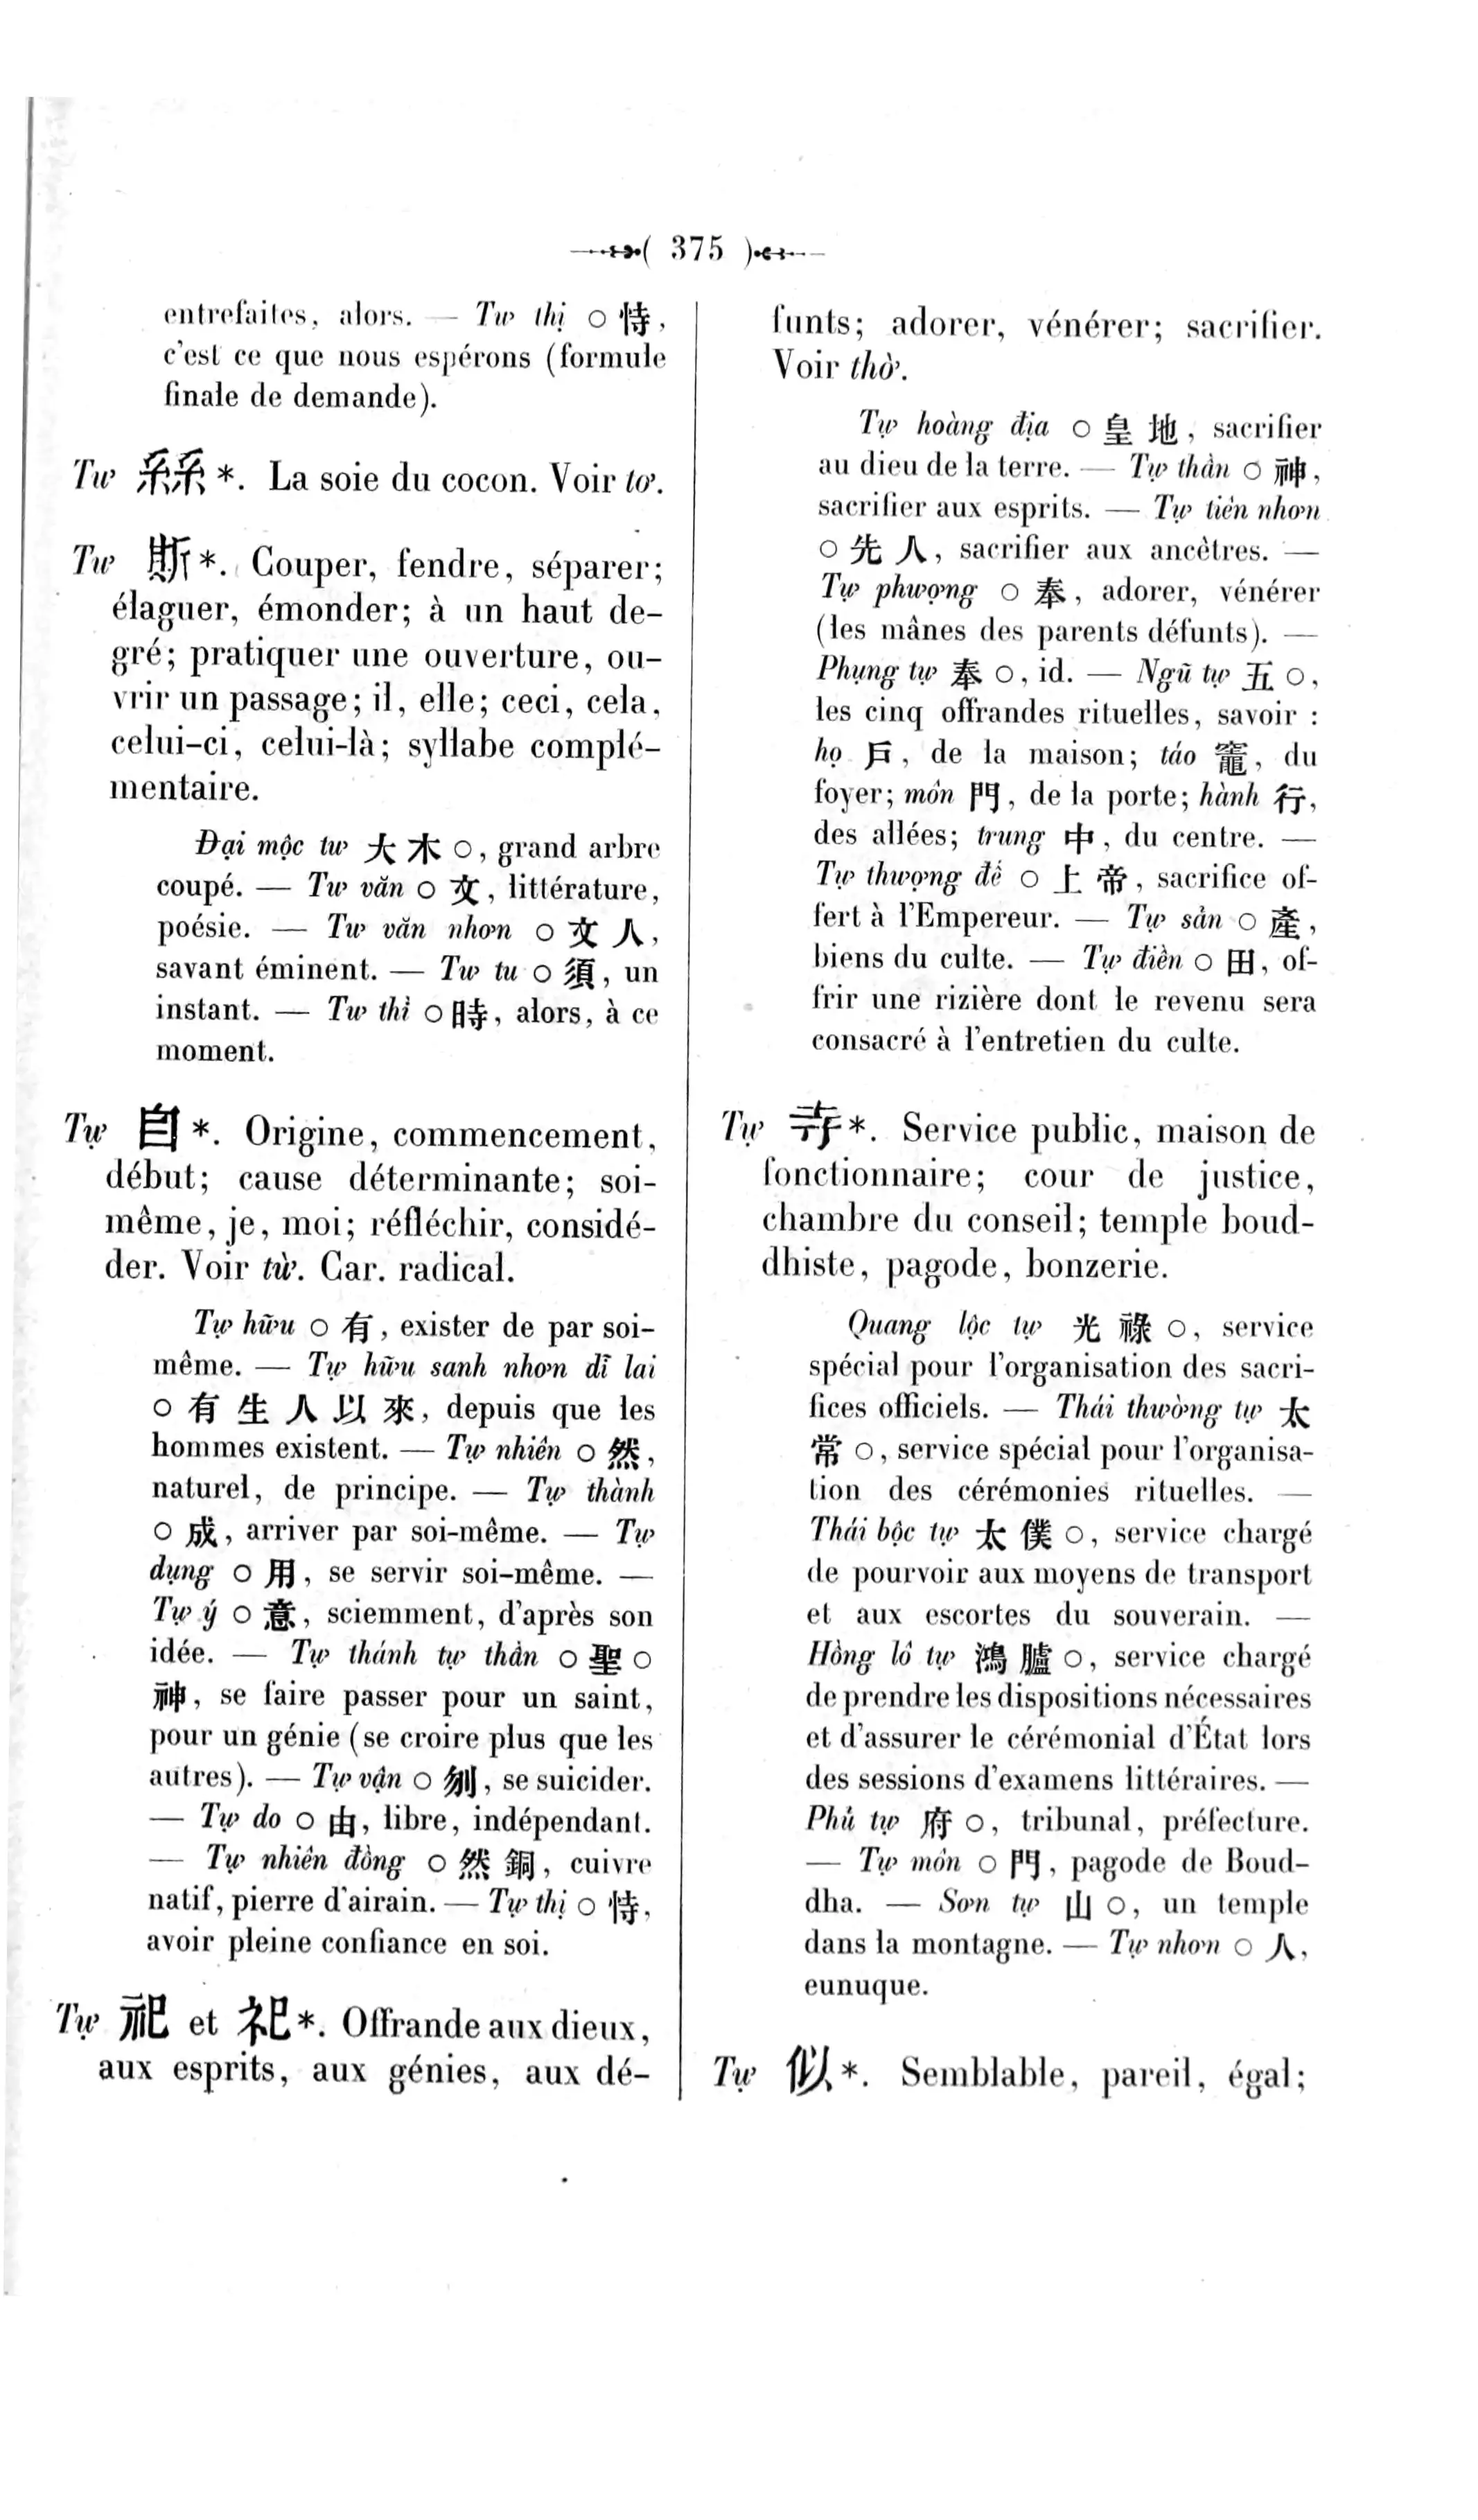 ( 375 )
entrefaites, alors. — Tư thị ○ 恃,
c'est ce que nous espérons (formule
finale de demande).
Tư 絲*. La soie du cocon. Voir tơ.
Tư 斯*. Couper, fendre, séparer;
élaguer, émonder; à un haut de-
gré; pratiquer une ouverture, ou-
vrir un passage; il, elle; ceci, cela,
celui-ci, celui-là; syllabe complé-
mentaire.
Đại mộc tư 大木○, grand arbre
coupé. — Tư văn ○ 文, littérature,
poésie. — Tư văn nhơn ○ 文 人,
savant éminent. — Tư tu ○ 須, un
instant. — Tư thì ○ 時, alors, à ce
moment.
Tự 自*. Origine, commencement,
début; cause déterminante; soi-
même, je, moi; réfléchir, considé-
der. Voir từ. Car. radical.
Tự hữu ○ 有, exister de par soi-
même. — Tự hữu sanh nhơn dĩ lai
○ 有 生 人 以 來, depuis que les
hommes existent. — Tự nhiên ○ 然,
naturel, de principe. — Tự thành
○ 成, arriver par soi-même. — Tự
dụng ○ 用, se servir soi-même. —
Tự ý ○ 意, sciemment, d'après son
idée. — Tự thánh tự thần ○ 聖 ○
神, se faire passer pour un saint,
pour un génie (se croire plus que les
autres). — Tự vận ○ 刎, se suicider.
— Tự do ○ 由, libre, indépendant.
— Tự nhiên đồng ○ 然 銅, cuivre
natif, pierre d'airain. — Tự thị ○ 恃,
avoir pleine confiance en soi.
Tự 祀 et 礻巳*. Offrande aux dieux,
aux esprits, aux génies, aux dé-
funts; adorer, vénérer; sacrifier.
Voir thờ.
Tự hoàng địa ○ 皇 地, sacrifier
au dieu de la terre. — Tự thần ○ 神,
sacrifier aux esprits. — Tự tiên nhơn
○ 先 人, sacrifier aux ancêtres. —
Tự phượng ○ 奉, adorer, vénérer
(les mânes des parents défunts). —
Phụng tự 奉 ○, id. — Ngũ tự 五 ○,
les cinq offrandes rituelles, savoir :
họ 戶, de la maison; táo 竈, du
foyer; môn 門, de la porte; hành 行,
des allées; trung 中, du centre. —
Tự thượng đế ○ 上 帝, sacrifice of-
fert à l'Empereur. — Tự sản ○ 產,
biens du culte. — Tự điền ○ 田, of-
frir une rizière dont le revenu sera
consacré à l'entretien du culte.
Tự 寺*. Service public, maison de
fonctionnaire; cour de justice,
chambre du conseil; temple boud-
dhiste, pagode, bonzerie.
Quang lộc tự 光 祿 ○, service
spécial pour l'organisation des sacri-
fices officiels. — Thái thường tự 太
常 ○, service spécial pour l'organisa-
tion des cérémonies rituelles. —
Thái bộc tự 太 僕 ○, service chargé
de pourvoir aux moyens de transport
et aux escortes du souverain. —
Hồng lô tự 鴻 臚 ○, service chargé
de prendre les dispositions nécessaires
et d'assurer le cérémonial d'État lors
des sessions d'examens littéraires. —
Phủ tự 府 ○, tribunal, préfecture.
— Tự môn ○ 門, pagode de Boud-
dha. — Sơn tự 山 ○, un temple
dans la montagne. — Tự nhơn ○ 人,
eunuque.
Tự 似*. Semblable, pareil, égal;